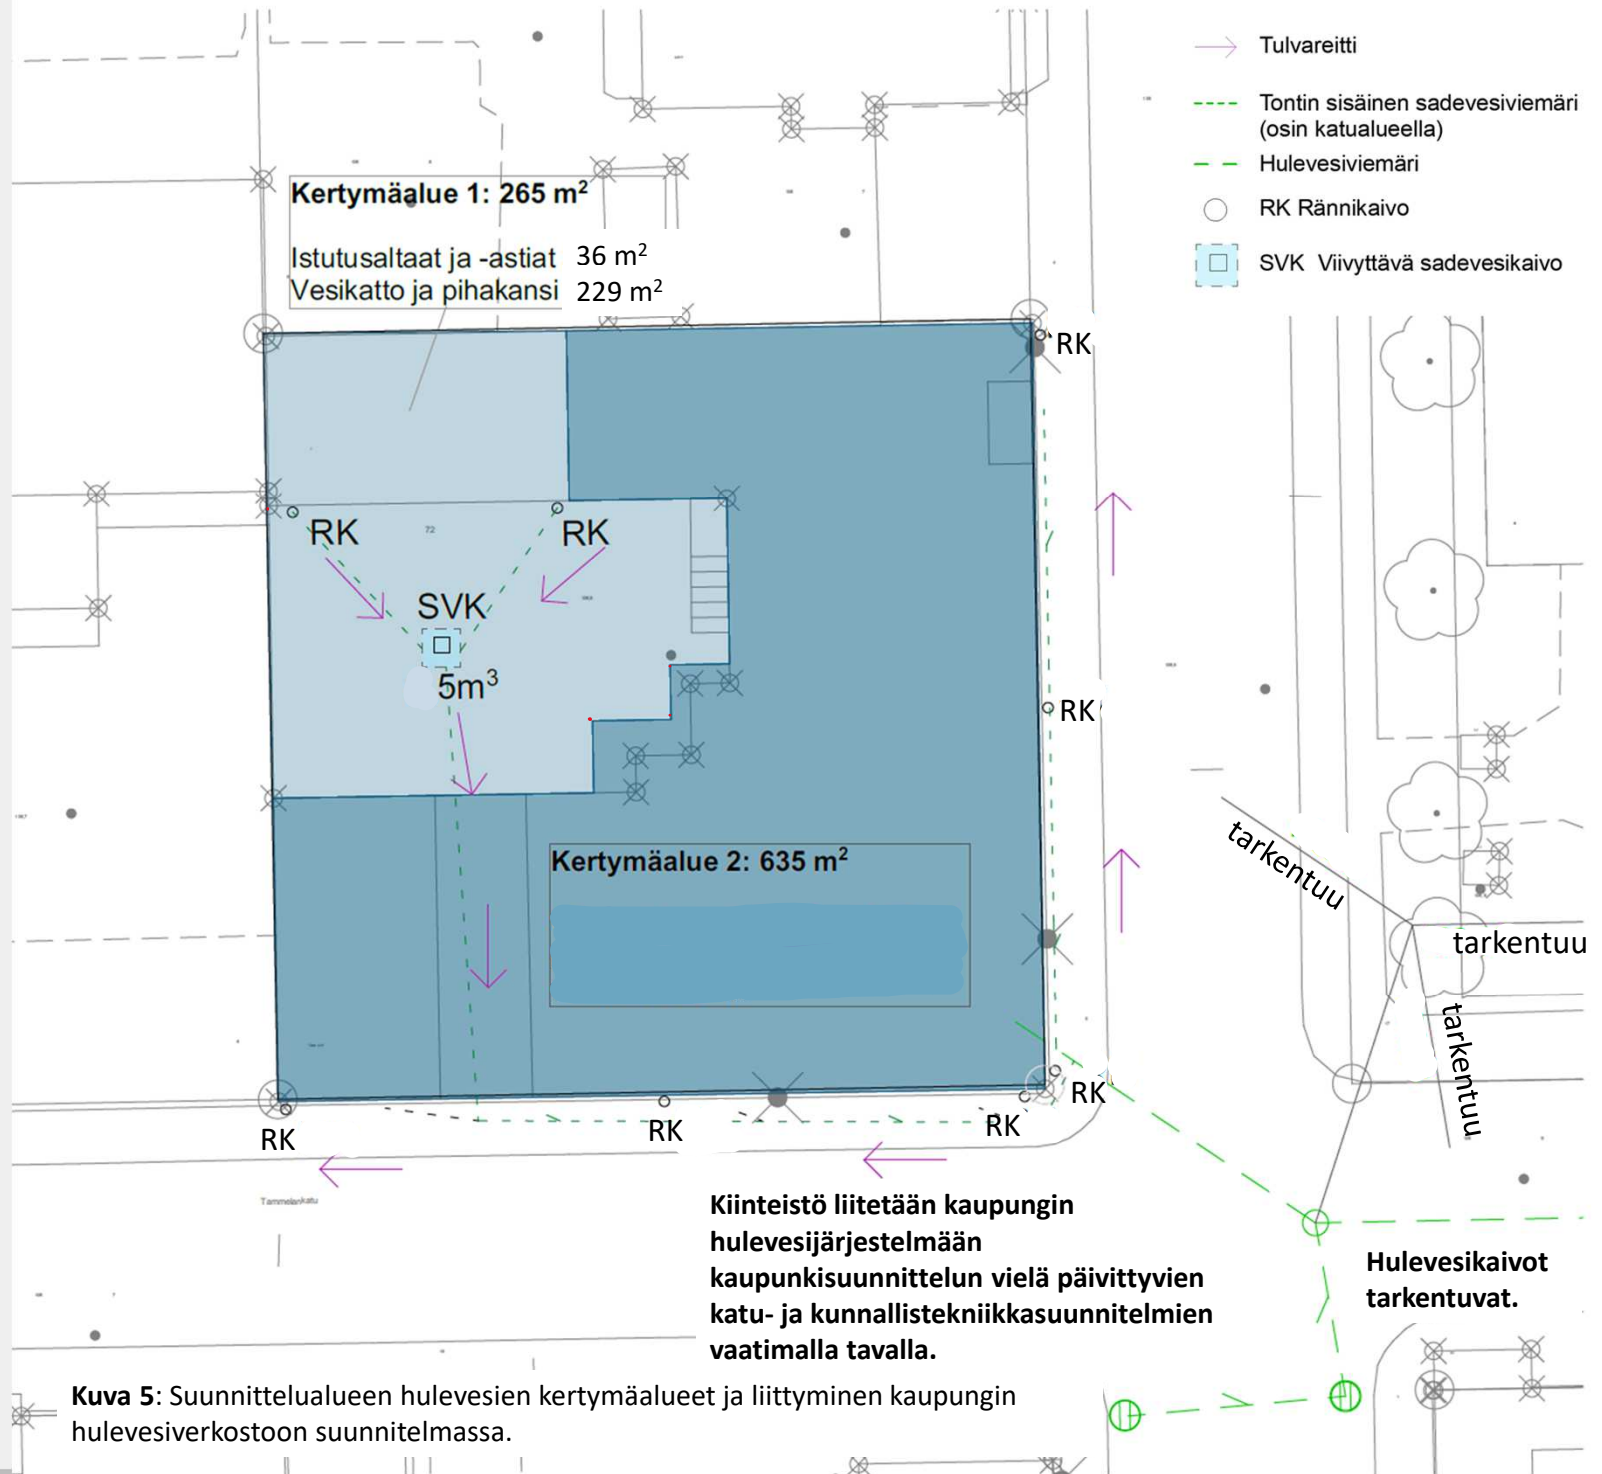 Tulvareitti
Tontin sisäinen sadevesiviemäri
(osin katualueella)
Hulevesiviemäri
RK Rännikaivo
SVK Viivyttävä sadevesikaivo
Kertymäalue 1: 265 m²
Istutusaltaat ja -astiat 36 m²
Vesikatto ja pihakansi 229 m²
RK
RK
72
RK
SVK
5m³
RK
Kertymäalue 2: 635 m²
tarkentuu
tarkentuu
tarkentuu
RK
RK
RK
RK
Tammelankatu
Kiinteistö liitetään kaupungin
hulevesijärjestelmään
kaupunkisuunnittelun vielä päivittyvien
katu- ja kunnallistekniikkasuunnitelmien
vaatimalla tavalla.
Hulevesikaivot
tarkentuvat.
Kuva 5: Suunnittelualueen hulevesien kertymäalueet ja liittyminen kaupungin
hulevesiverkostoon suunnitelmassa.